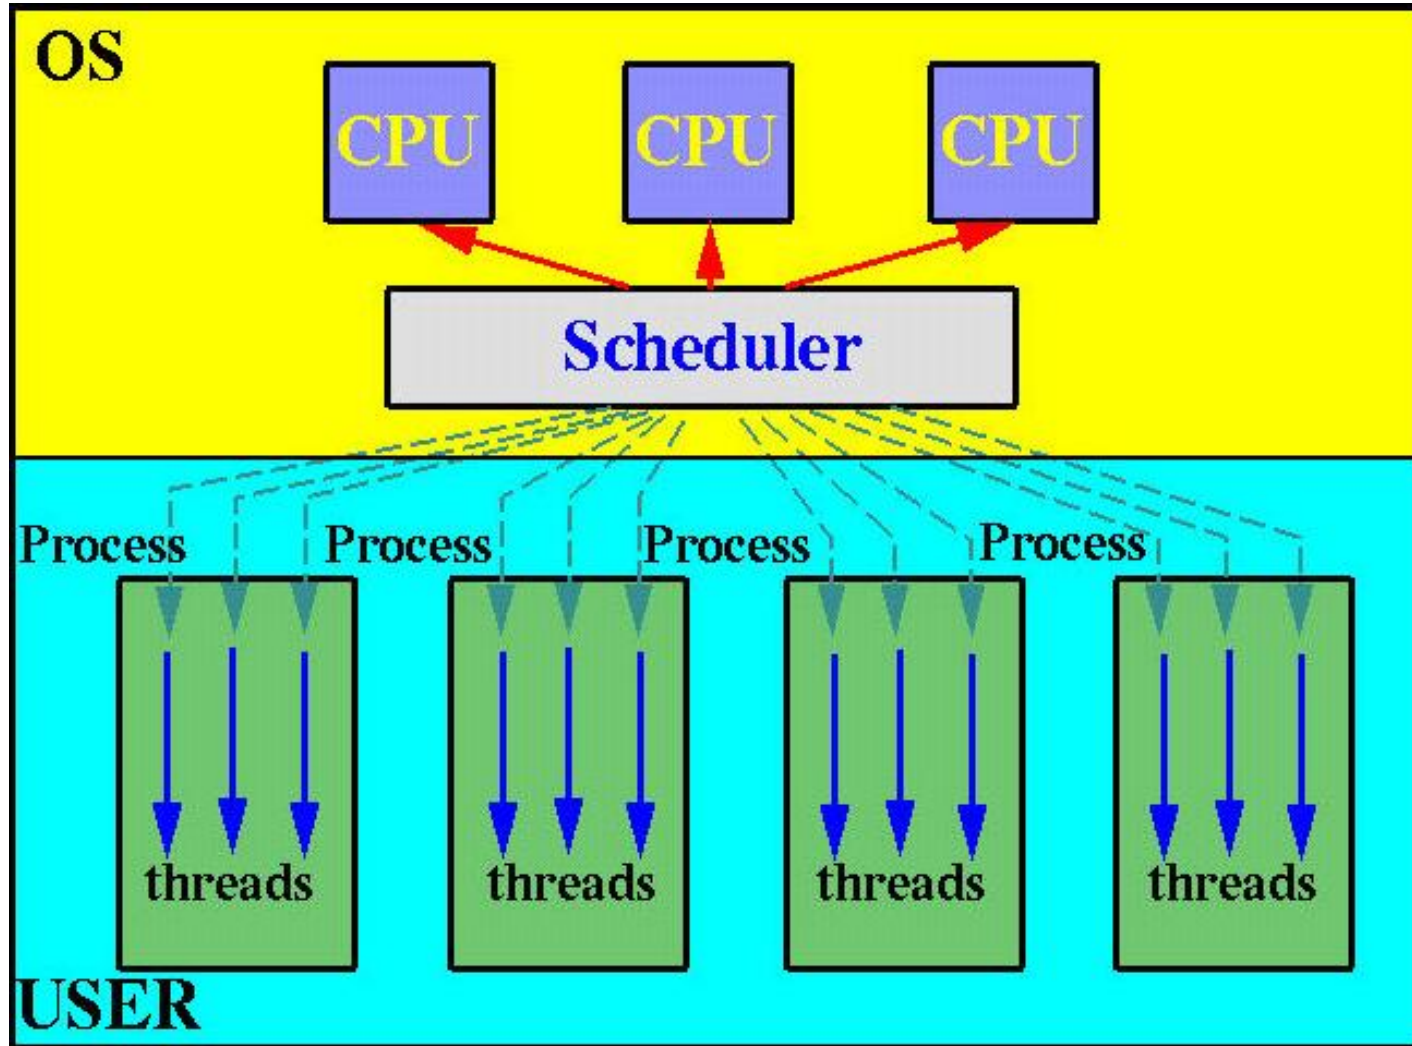 OS
CPU CPU CPU
Scheduler
Process Process Process Process
threads threads threads threads
USER